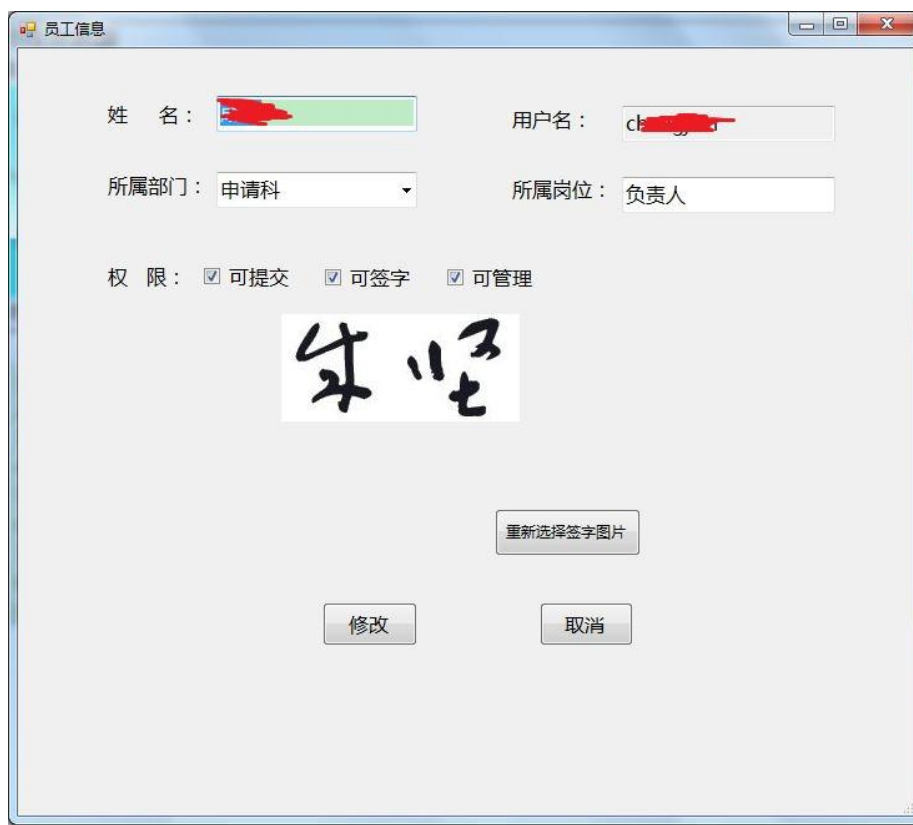 员工信息
姓 名：
用户名：
所属部门： 申请科
所属岗位： 负责人
权 限： 可提交 可签字 可管理
朱坚
重新选择签字图片
修改 取消